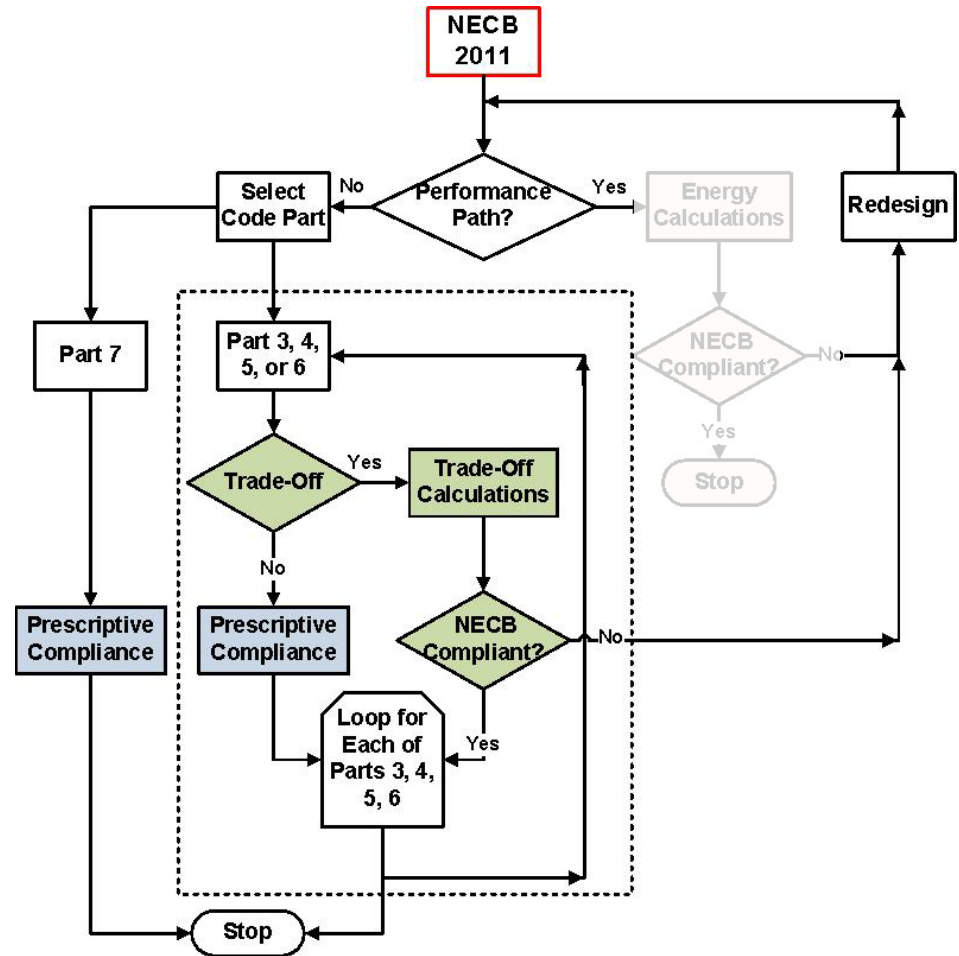 NECB
2011
Performance
Path?
No
Yes
Select
Code Part
Energy
Calculations
Redesign
Part 7
Part 3, 4,
5, or 6
NECB
Compliant?
No
Yes
Stop
Trade-Off
Yes
Trade-Off
Calculations
No
Prescriptive
Compliance
Prescriptive
Compliance
NECB
Compliant?
No
Yes
Loop for
Each of
Parts 3, 4,
5, 6
Stop